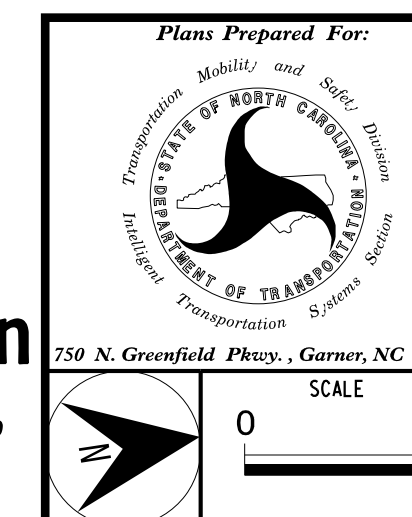 Plans Prepared For:
Transportation Mobility and Safety Division
STATE OF NORTH CAROLINA
DEPARTMENT OF TRANSPORTATION
Intelligent Transportation Systems Section
n
750 N. Greenfield Pkwy. , Garner, NC
SCALE
0
N